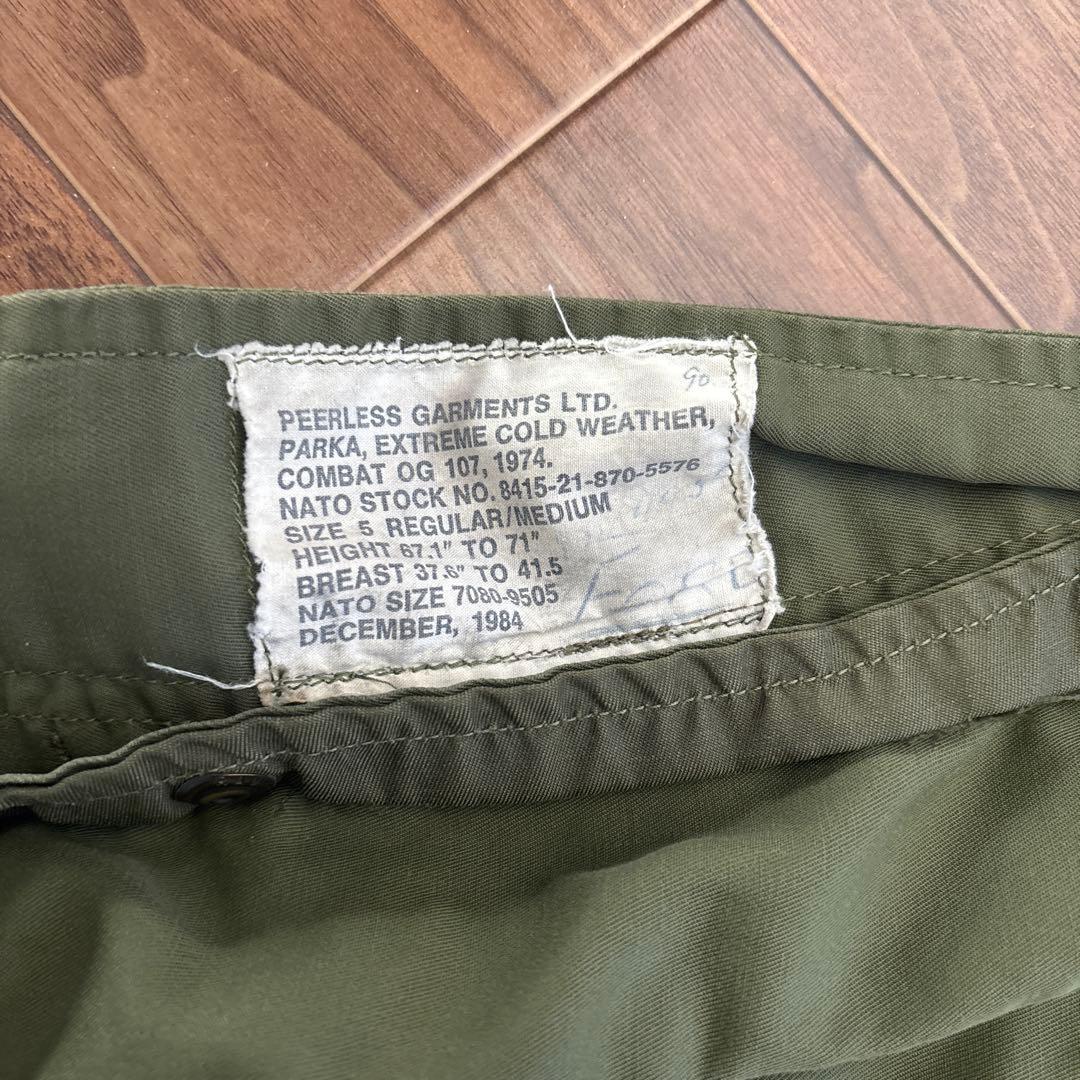 90
PEERLESS GARMENTS LTD.
PARKA, EXTREME COLD WEATHER,
COMBAT OG 107, 1974.
NATO STOCK NO. 8415-21-870-5576
SIZE 5 REGULAR/MEDIUM
HEIGHT 67.1" TO 71"
BREAST 37.6" TO 41.5
NATO SIZE 7080-9505
DECEMBER, 1984